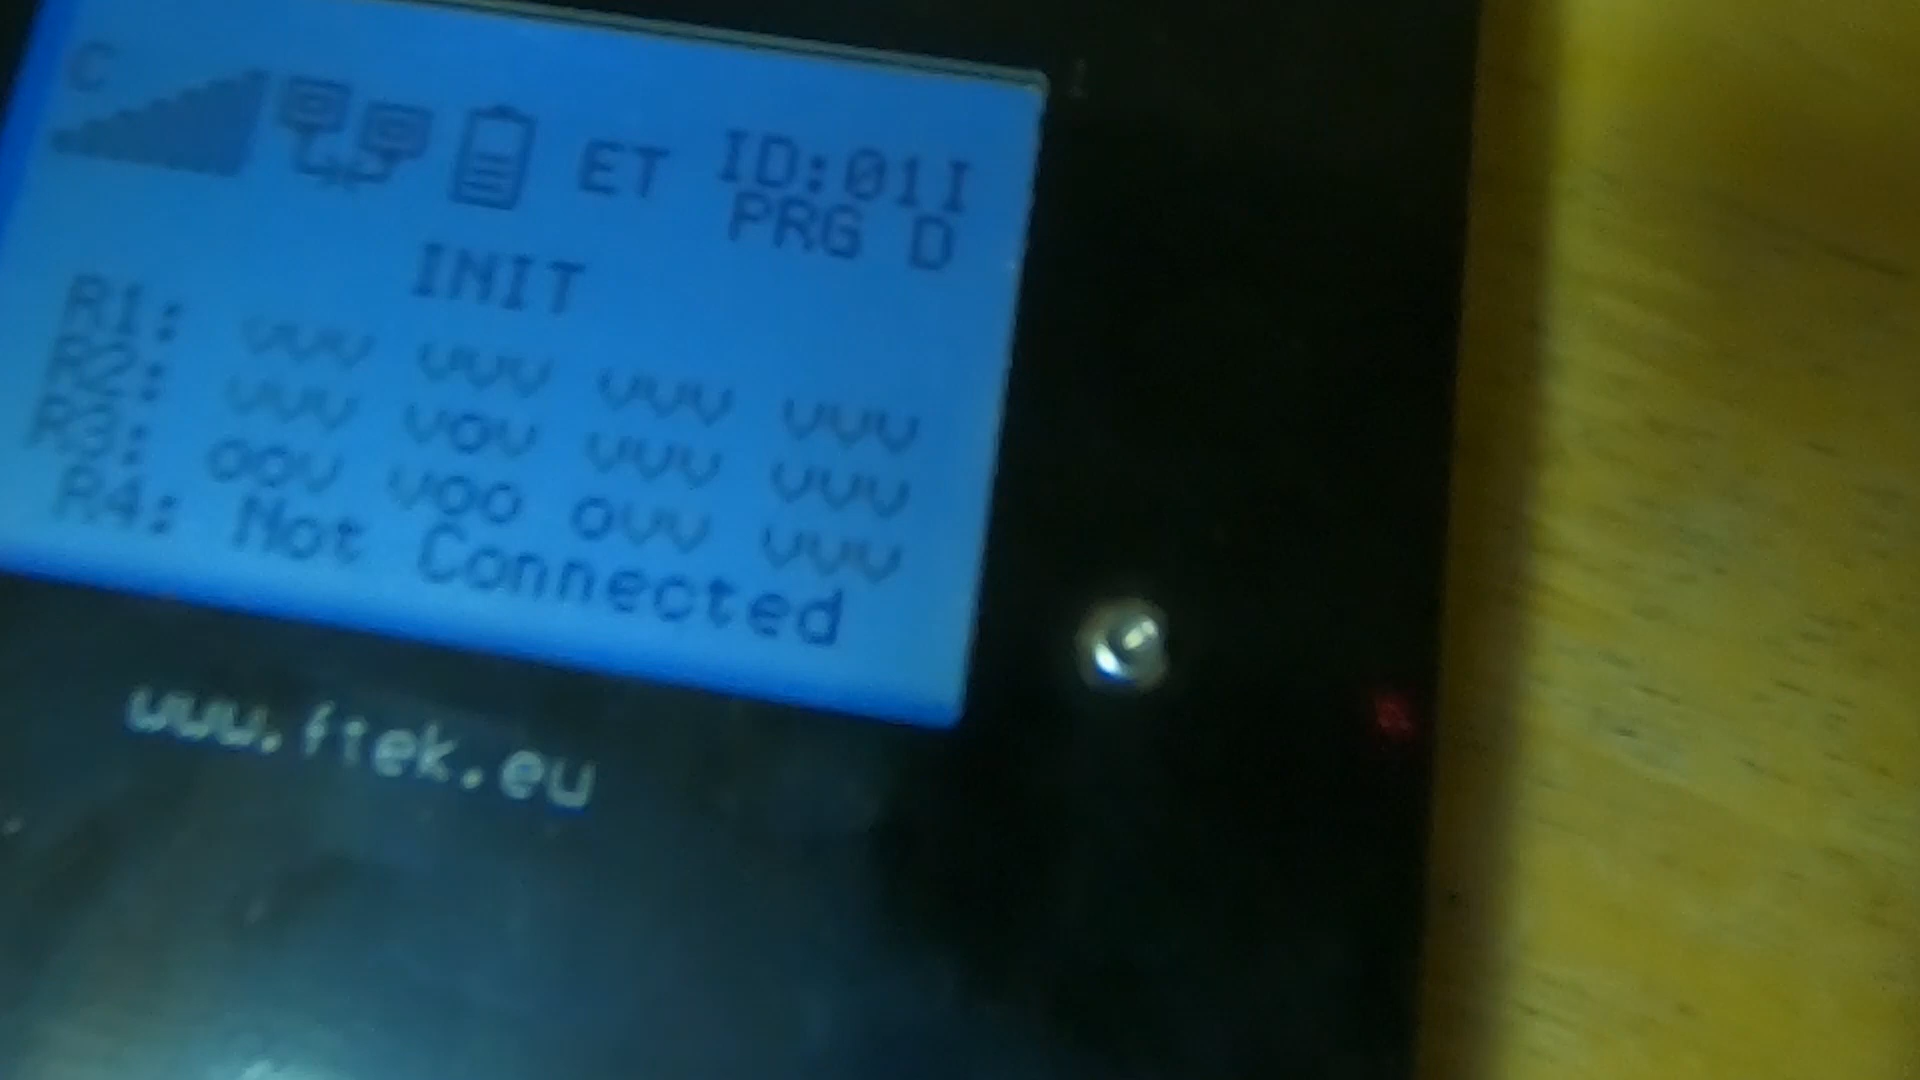 C
ET ID:01I
PRG D
INIT
R1: vvv vvv vvv vvv
R2: vvv vov vvv vvv
R3: oov voo ovv vvv
R4: Not Connected
www.ftek.eu